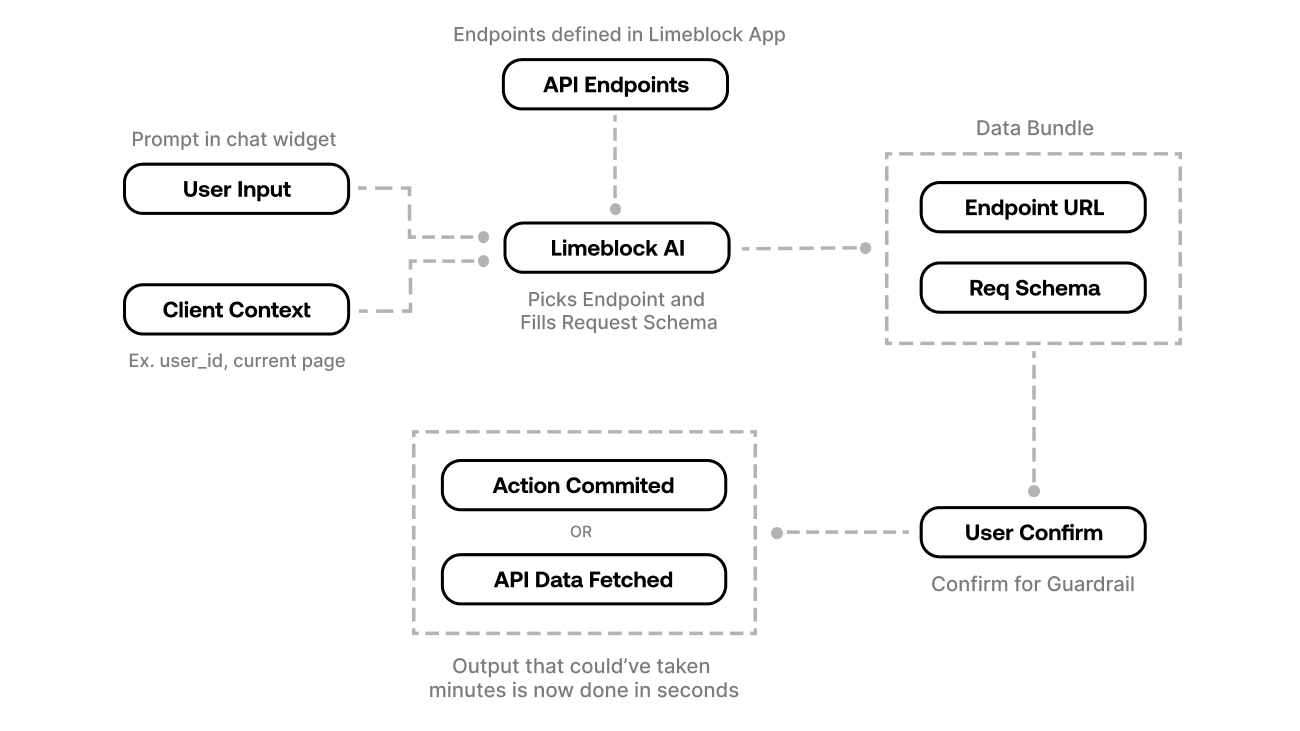 Endpoints defined in Limeblock App
API Endpoints
Prompt in chat widget
User Input
Client Context
Ex. user_id, current page
Limeblock AI
Picks Endpoint and
Fills Request Schema
Data Bundle
Endpoint URL
Req Schema
User Confirm
Confirm for Guardrail
Action Commited
OR
API Data Fetched
Output that could’ve taken
minutes is now done in seconds